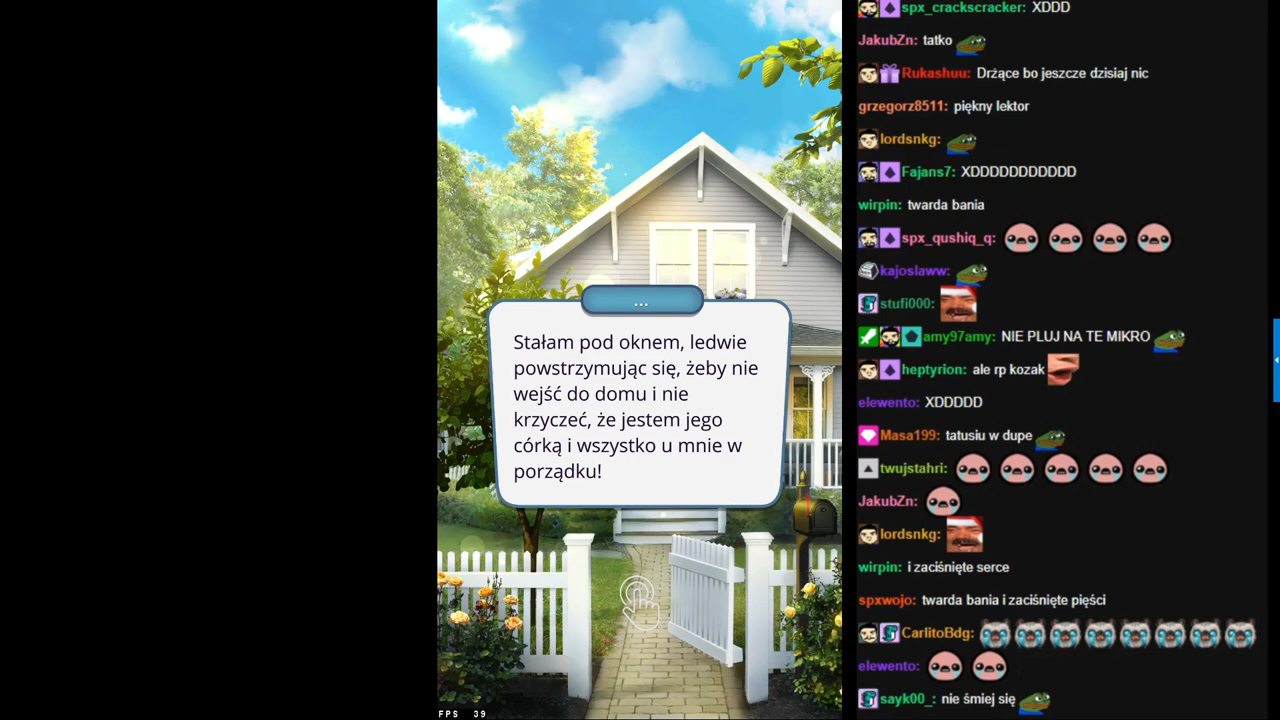 ...
Stałam pod oknem, ledwie
powstrzymując się, żeby nie
wejść do domu i nie
krzyczeć, że jestem jego
córką i wszystko u mnie w
porządku!
FPS 39
spx_crackscracker: XDDD
JakubZn: tatko
Rukashuu: Drżące bo jeszcze dzisiaj nic
grzegorz8511: piękny lektor
lordsnkg:
Fajans7: XDDDDDDDDDDD
wirpin: twarda bania
spx_qushiq_q:
kajoslaww:
stufi000:
amy97amy: NIE PLUJ NA TE MIKRO
heptyrion: ale rp kozak
elewento: XDDDDD
Masa199: tatusiu w dupe
twujstahri:
JakubZn:
lordsnkg:
wirpin: i zaciśnięte serce
spxwojo: twarda bania i zaciśnięte pięści
CarlitoBdg:
elewento:
sayk00_: nie śmiej się